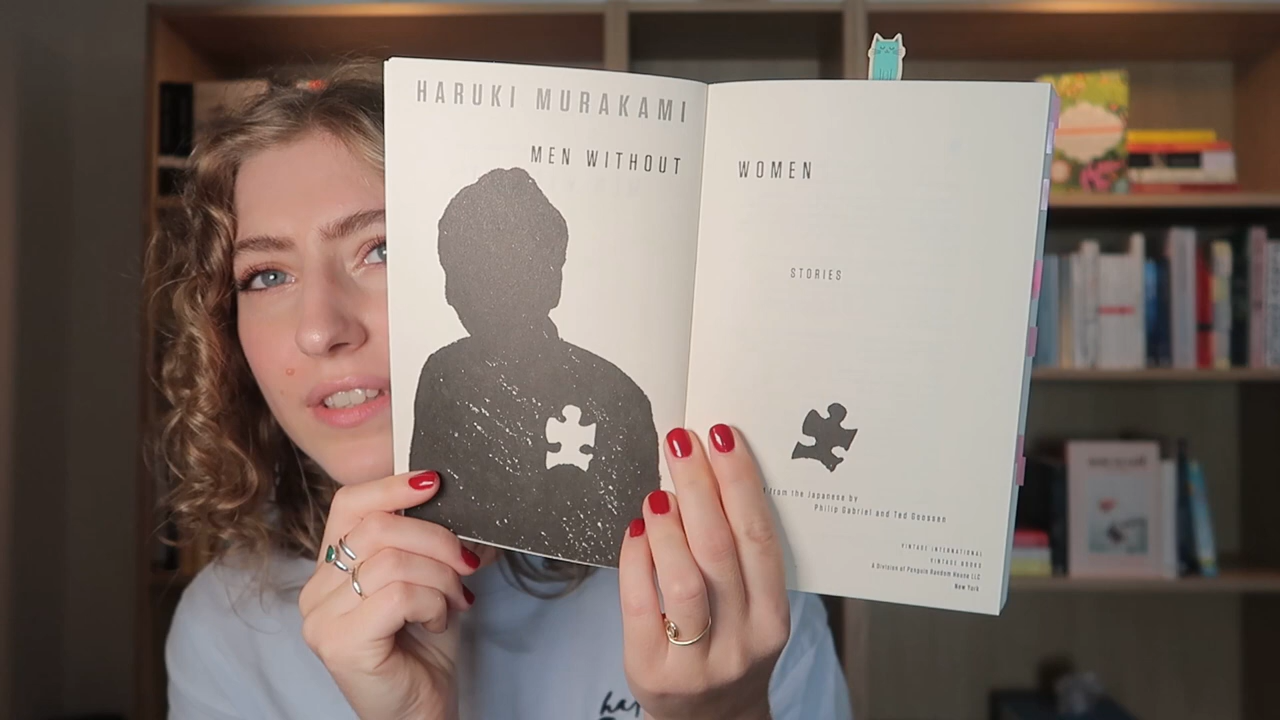 HARUKI MURAKAMI
MEN WITHOUT WOMEN
STORIES
from the Japanese by
Philip Gabriel and Ted Goossen
VINTAGE INTERNATIONAL
VINTAGE BOOKS
A Division of Penguin Random House LLC
New York